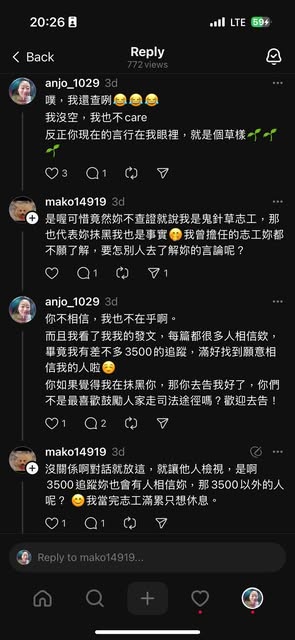 20:26
LTE
59
Back
Reply
772 views
anjo_1029 3d
噗，我還查咧😂😂😂
我沒空，我也不care
反正你現在的言行在我眼裡，就是個草樣🌱🌱
🌱
3 1
mako14919 3d
是喔可惜竟然妳不查證就說我是鬼針草志工，那
也代表妳抹黑我也是事實🤭我曾擔任的志工妳都
不願了解，要怎別人去了解妳的言論呢？
1 1
anjo_1029 3d
你不相信，我也不在乎啊。
而且我看了我我的發文，每篇都很多人相信欸，
畢竟我有差不多3500的追蹤，滿好找到願意相
信我的人啦☺️
你如果覺得我在抹黑你，那你去告我好了，你們
不是最喜歡鼓勵人家走司法途徑嗎？歡迎去告！
1 2
mako14919 3d
沒關係啊對話就放這，就讓他人檢視，是啊
3500追蹤妳也會有人相信妳，那3500以外的人
呢？😊我當完志工滿累只想休息。
1 1
Reply to mako14919...